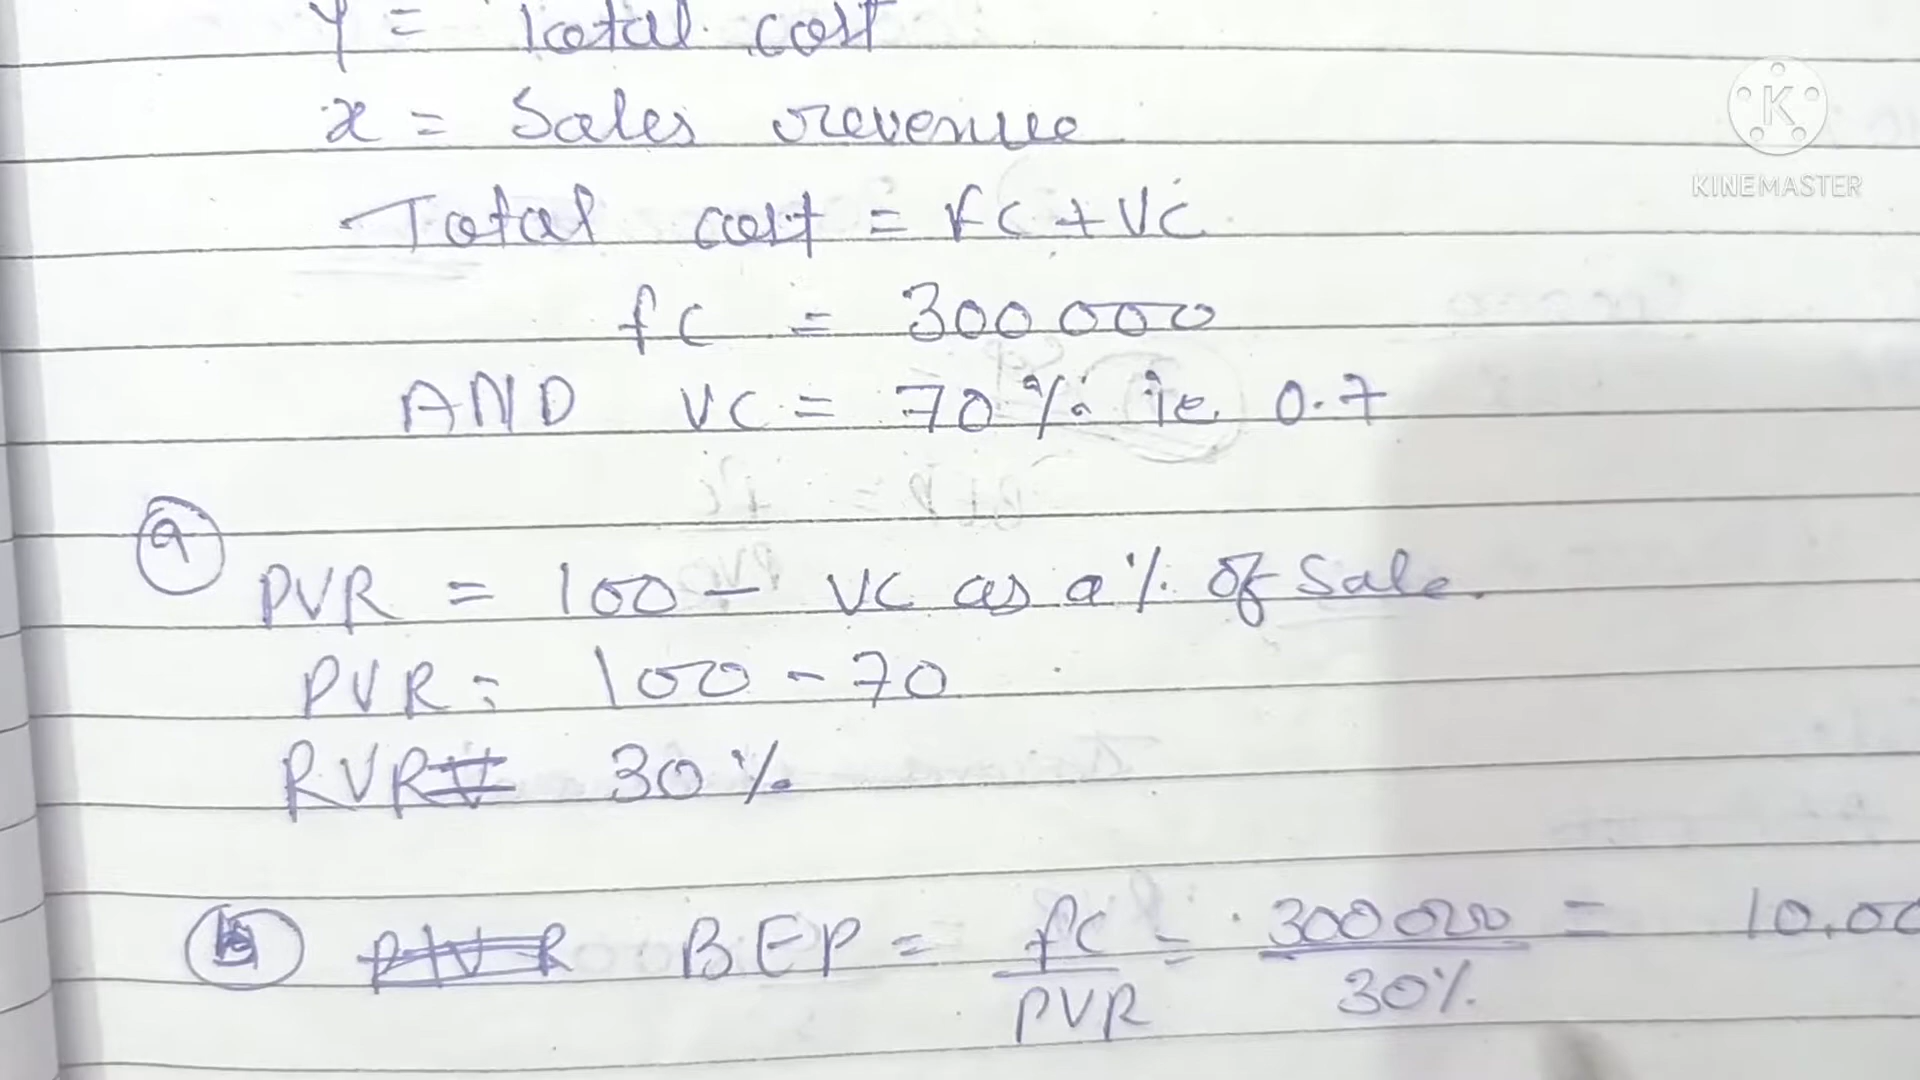 Y = Total cost
x = Sales revenue
K
KINEMASTER
Total cost = FC + VC
fC = 300000
AND VC = 70% ie. 0.7
a
PVR = 100 - VC as a % of Sale.
PVR = 100 - 70
RVR = 30%
b BEP = fC / PVR = 300000 / 30% = 10,00